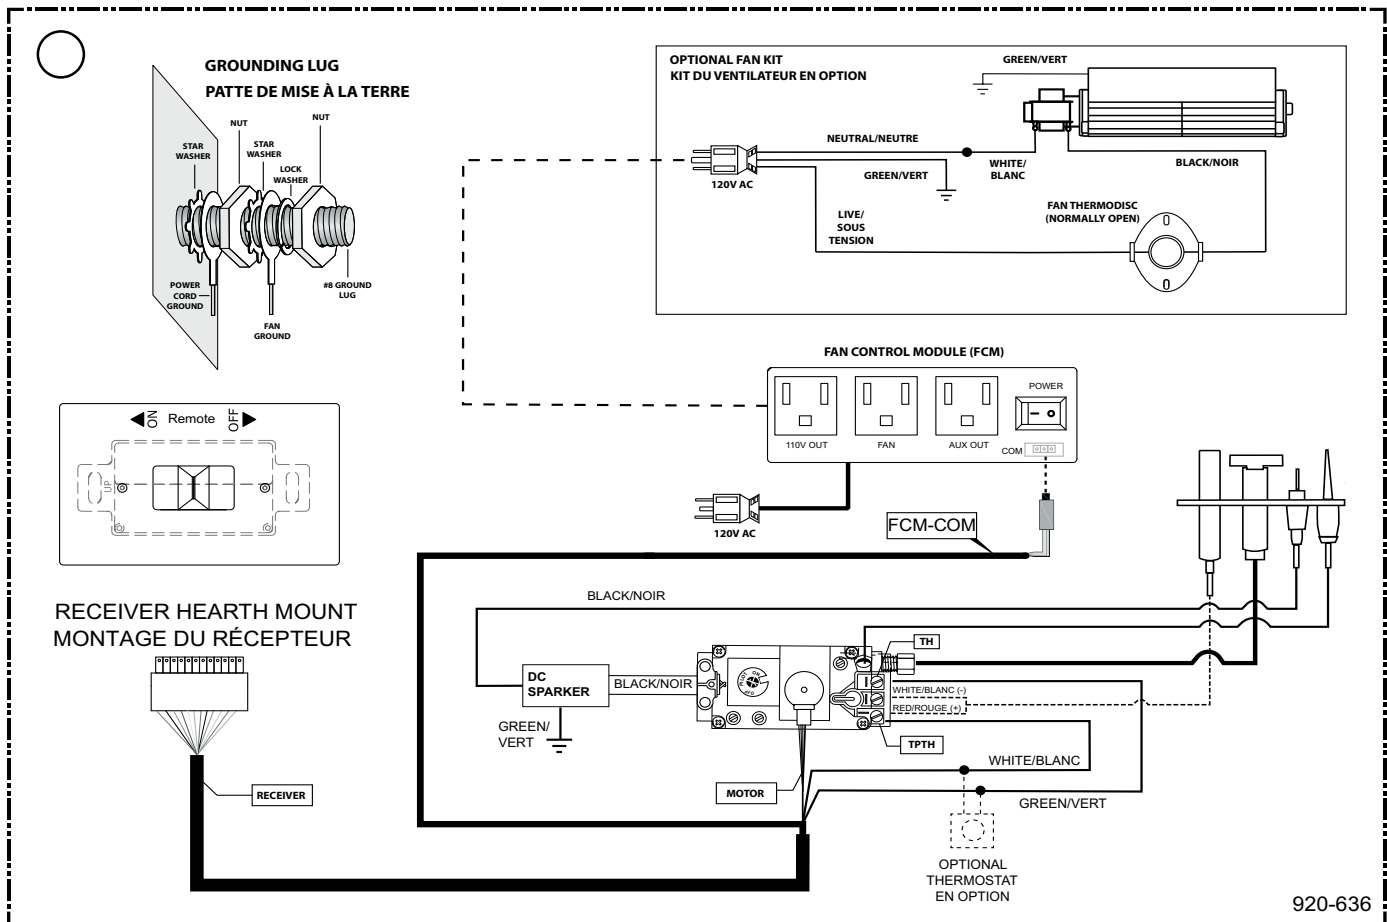 GROUNDING LUG
PATTE DE MISE À LA TERRE
NUT
NUT
STAR
WASHER
STAR
WASHER
LOCK
WASHER
POWER
CORD
GROUND
#8 GROUND
LUG
FAN
GROUND
OPTIONAL FAN KIT
KIT DU VENTILATEUR EN OPTION
GREEN/VERT
NEUTRAL/NEUTRE
120V AC
GREEN/VERT
WHITE/
BLANC
BLACK/NOIR
LIVE/
SOUS
TENSION
FAN THERMODISC
(NORMALLY OPEN)
FAN CONTROL MODULE (FCM)
POWER
110V OUT
FAN
AUX OUT
COM
120V AC
FCM-COM
ON
Remote
OFF
UP
RECEIVER HEARTH MOUNT
MONTAGE DU RÉCEPTEUR
RECEIVER
BLACK/NOIR
DC
SPARKER
BLACK/NOIR
GREEN/
VERT
PILOT
ON
OFF
TH
WHITE/BLANC (-)
RED/ROUGE (+)
TPTH
MOTOR
WHITE/BLANC
GREEN/VERT
OPTIONAL
THERMOSTAT
EN OPTION
920-636